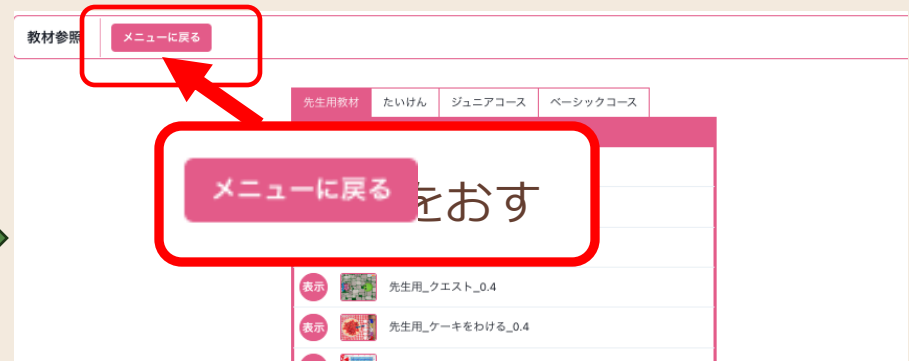 教材参照
メニューに戻る
先生用教材 たいけん ジュニアコース ベーシックコース
メニューに戻る をおす
表示 先生用_クエスト_0.4
表示 先生用_ケーキをわける_0.4